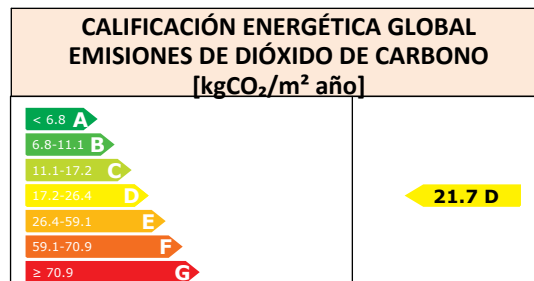 CALIFICACIÓN ENERGÉTICA GLOBAL
EMISIONES DE DIÓXIDO DE CARBONO
[kgCO₂/m² año]
< 6.8 A
6.8-11.1 B
11.1-17.2 C
17.2-26.4 D
21.7 D
26.4-59.1 E
59.1-70.9 F
≥ 70.9 G